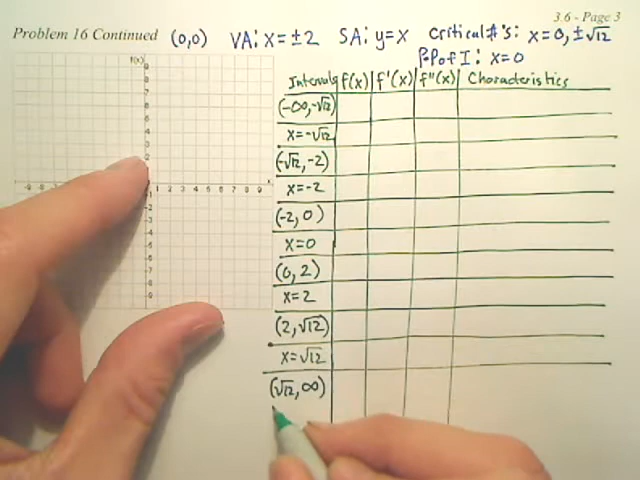 3.6 - Page 3
Problem 16 Continued (0,0) VA: x = ±2 SA: y=x Critical #'s: x = 0, ±√12
P.P of I: x=0
Intervals f(x) f'(x) f"(x) Characteristics
(-∞,-√12)
x=-√12
(-√12,-2)
x=-2
(-2,0)
x=0
(0,2)
x=2
(2,√12)
x=√12
(√12,∞)